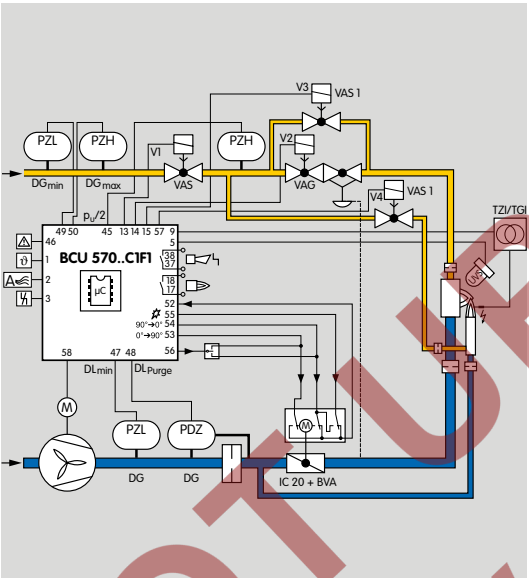 V3
VAS 1
PZL
PZH
PZH
V1
V2
VAS
VAG
DGmin
DGmax
V4
VAS 1
TZI/TGI
pu/2
49 50 45 13 14 15 57 9
5
46
BCU 570..C1F1
38
37
1
ϑ
µC
2
A
18
17
3
52
55
90°→0° 54
0°→90° 53
56
UVS
58 47 48
DLmin
DLPurge
M
PZL
PDZ
M
DG
DG
IC 20 + BVA